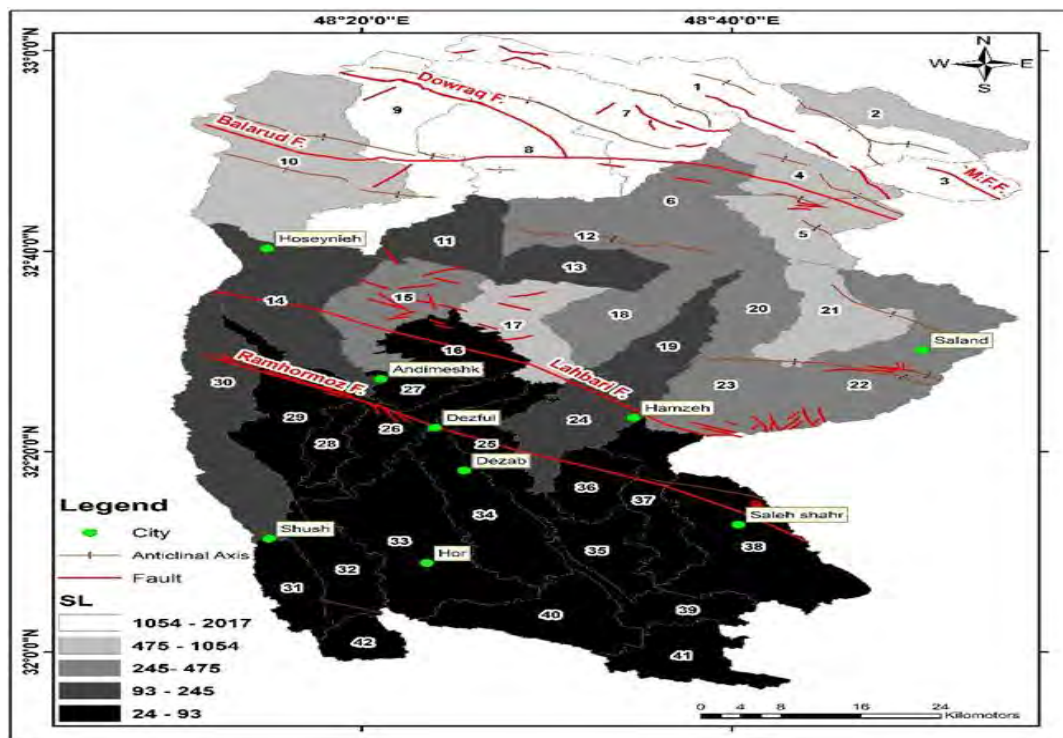 48°20'0"E 48°40'0"E
33°0'0"N
32°40'0"N
32°20'0"N
32°0'0"N
N
W E
S
1
2
Dowraq F.
9
7
Balarud F.
8
10
4
3
M.F.F.
6
5
Hoseynieh
11
12
13
14
15
17
18
20
21
16
19
Saland
Lahbari F.
Ramhormoz F.
Andimeshk
30
27
23
22
29
26
Dezful
24
Hamzeh
28
25
Dezab
36
37
Saleh shahr
34
Shush
33
35
38
32
Hor
31
40
39
42
41
Legend
City
Anticlinal Axis
Fault
SL
1054 - 2017
475 - 1054
245- 475
93 - 245
24 - 93
0 4 8 16 24
Kilomotors